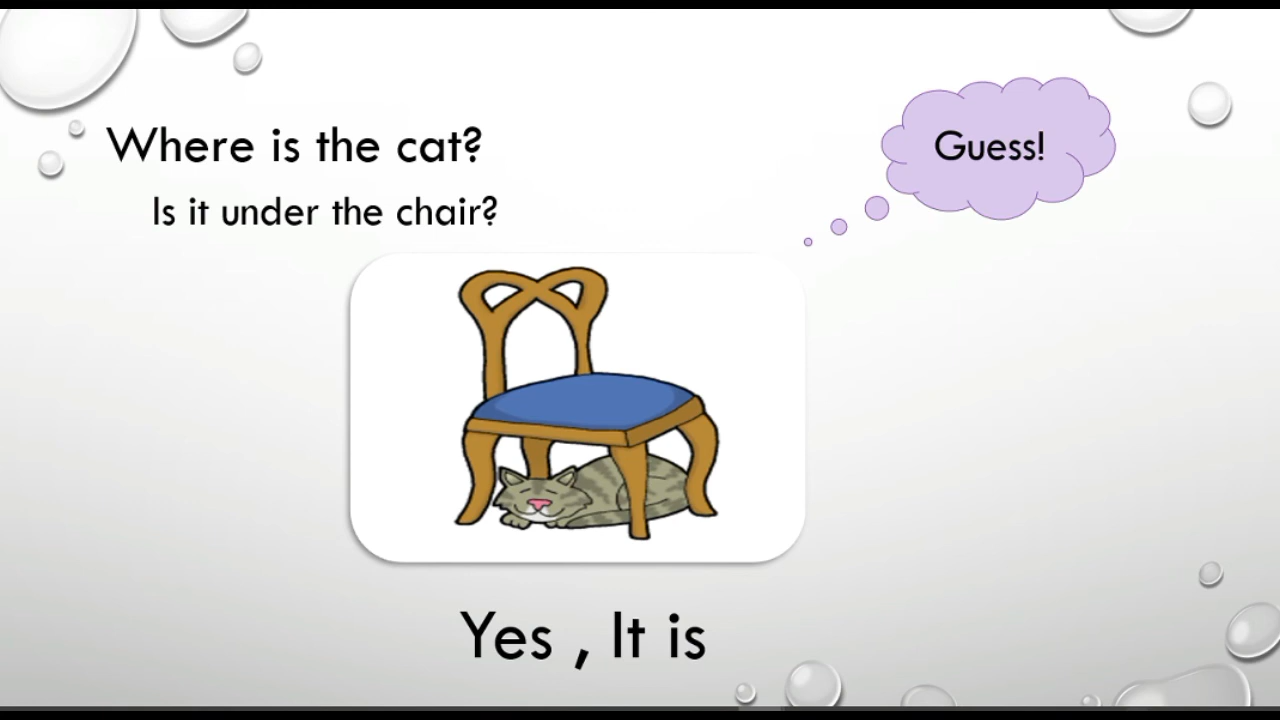 Where is the cat?
Guess!
Is it under the chair?
Yes , It is